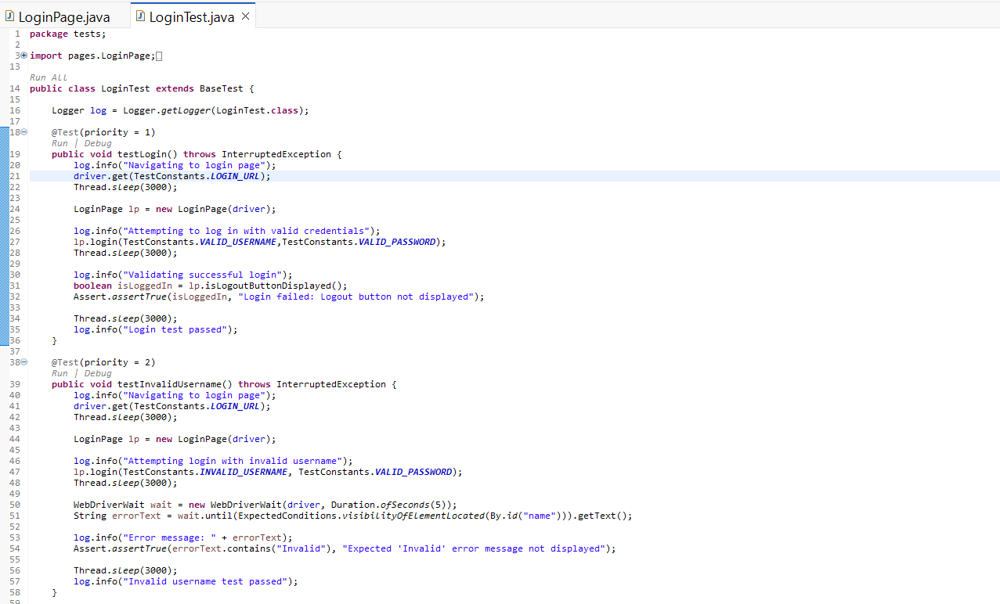 LoginPage.java LoginTest.java
1 package tests;
2
3 import pages.LoginPage;
13
Run All
14 public class LoginTest extends BaseTest {
15
16 Logger log = Logger.getLogger(LoginTest.class);
17
18 @Test(priority = 1)
Run | Debug
19 public void testLogin() throws InterruptedException {
20 log.info("Navigating to login page");
21 driver.get(TestConstants.LOGIN_URL);
22 Thread.sleep(3000);
23
24 LoginPage lp = new LoginPage(driver);
25
26 log.info("Attempting to log in with valid credentials");
27 lp.login(TestConstants.VALID_USERNAME,TestConstants.VALID_PASSWORD);
28 Thread.sleep(3000);
29
30 log.info("Validating successful login");
31 boolean isLoggedIn = lp.isLogoutButtonDisplayed();
32 Assert.assertTrue(isLoggedIn, "Login failed: Logout button not displayed");
33
34 Thread.sleep(3000);
35 log.info("Login test passed");
36 }
37
38 @Test(priority = 2)
Run | Debug
39 public void testInvalidUsername() throws InterruptedException {
40 log.info("Navigating to login page");
41 driver.get(TestConstants.LOGIN_URL);
42 Thread.sleep(3000);
43
44 LoginPage lp = new LoginPage(driver);
45
46 log.info("Attempting login with invalid username");
47 lp.login(TestConstants.INVALID_USERNAME, TestConstants.VALID_PASSWORD);
48 Thread.sleep(3000);
49
50 WebDriverWait wait = new WebDriverWait(driver, Duration.ofSeconds(5));
51 String errorText = wait.until(ExpectedConditions.visibilityOfElementLocated(By.id("name"))).getText();
52
53 log.info("Error message: " + errorText);
54 Assert.assertTrue(errorText.contains("Invalid"), "Expected 'Invalid' error message not displayed");
55
56 Thread.sleep(3000);
57 log.info("Invalid username test passed");
58 }
59